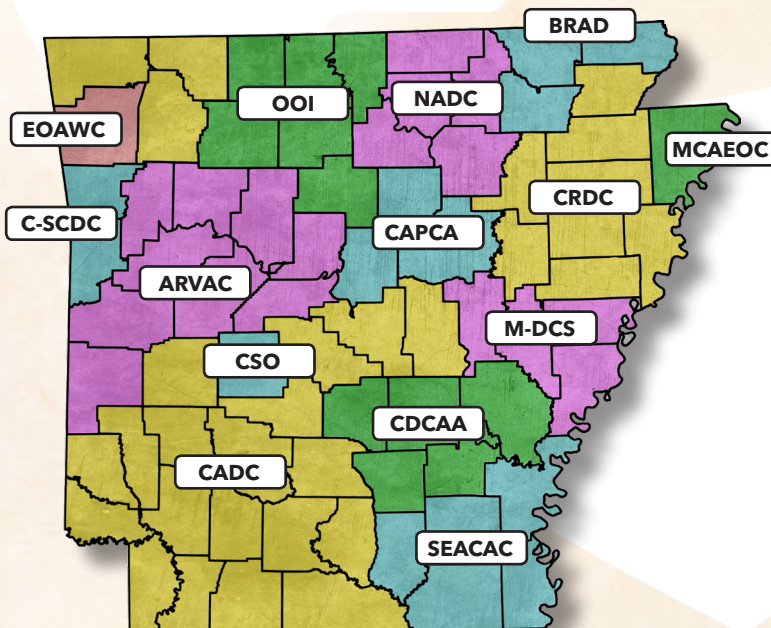 BRAD
OOI
NADC
EOAWC
MCAEOC
CRDC
C-SCDC
CAPCA
ARVAC
M-DCS
CSO
CDCAA
CADC
SEACAC